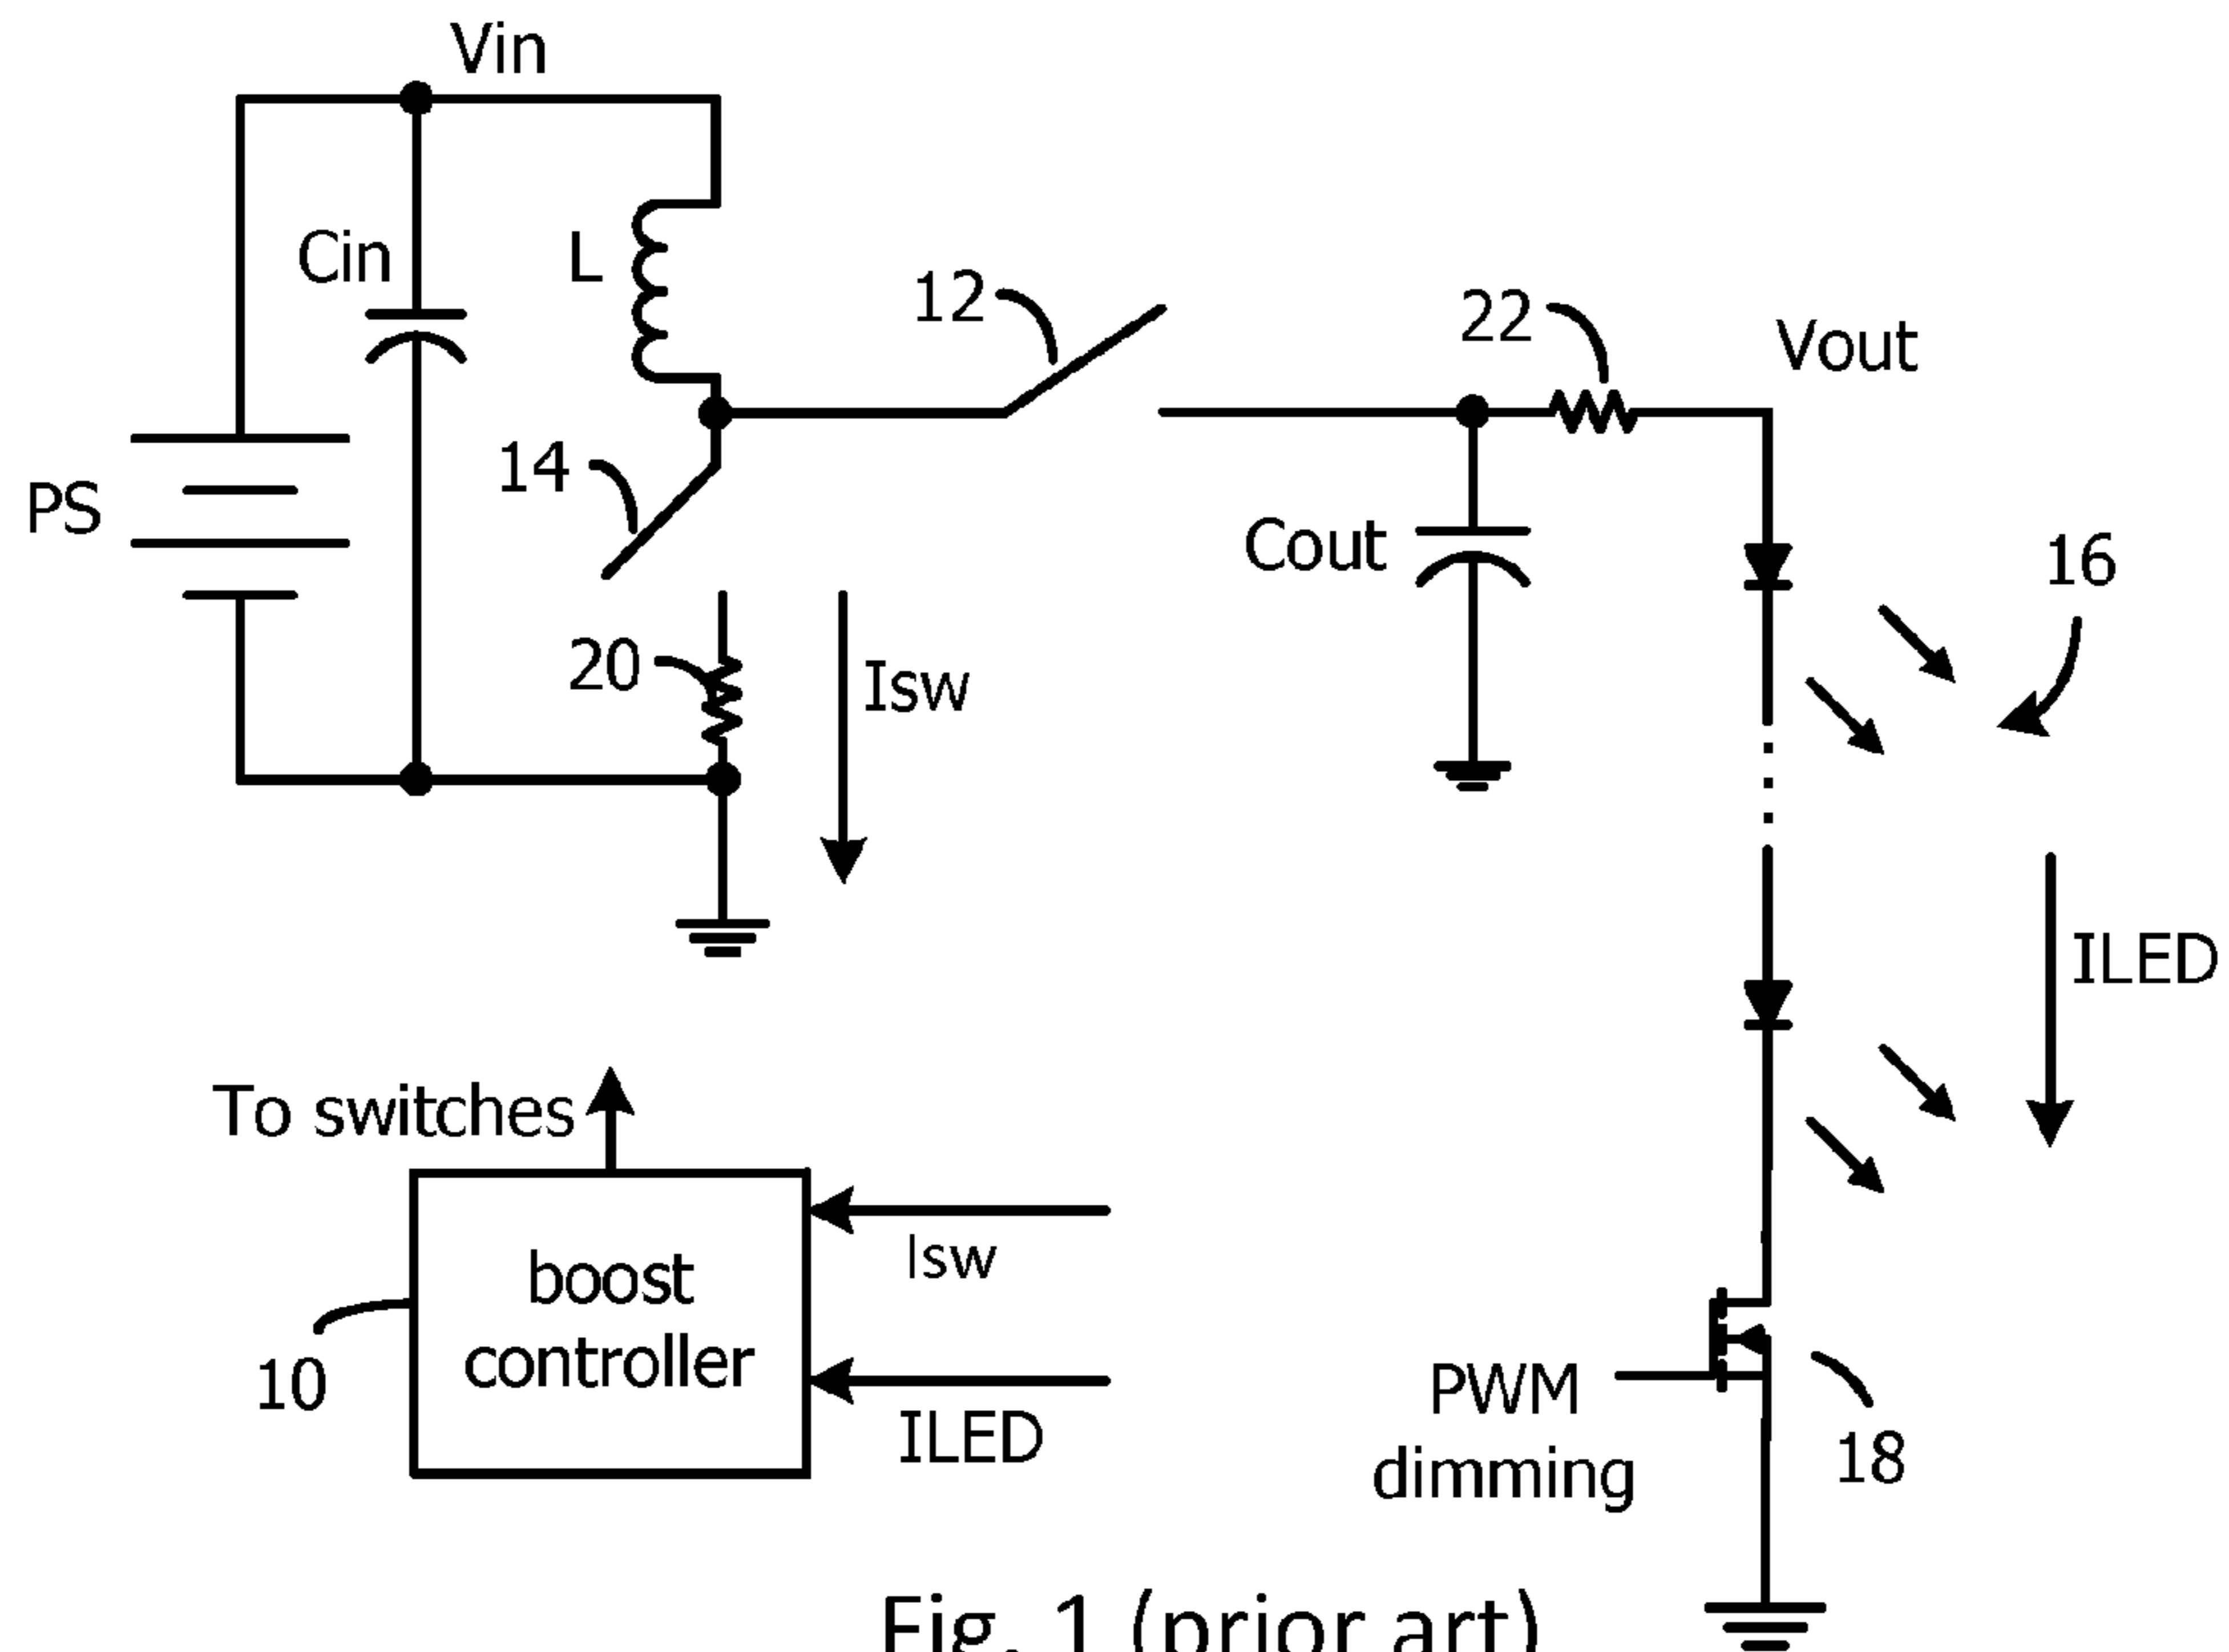 Vin
Cin
L
12
22
Vout
14
PS
Cout
16
20
Isw
ILED
To switches
boost
controller
Isw
ILED
10
PWM
dimming
18
Fig. 1 (prior art)